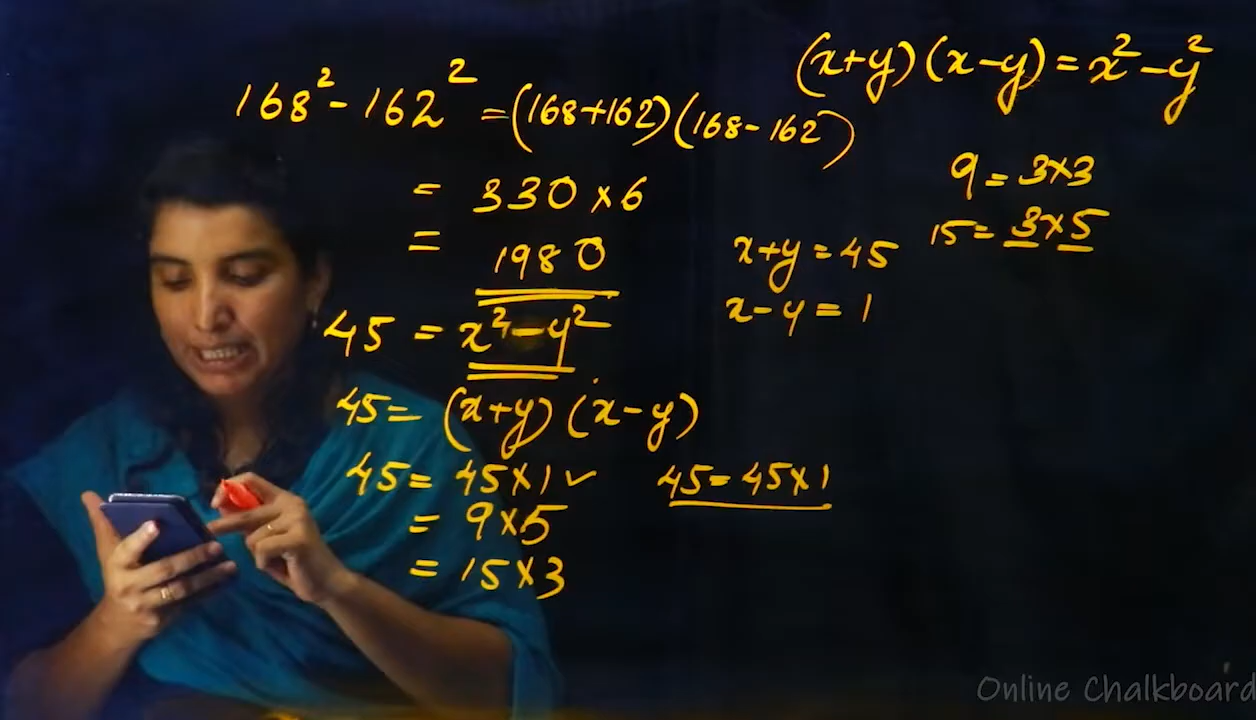 (x+y)(x-y)=x²-y²
168²-162²=(168+162)(168-162)
= 330×6
= 1980
9=3×3
15=3×5
x+y=45
x-y=1
45=x²-y²
45=(x+y)(x-y)
45=45×1✓ 45=45×1
= 9×5
= 15×3
Online Chalkboard